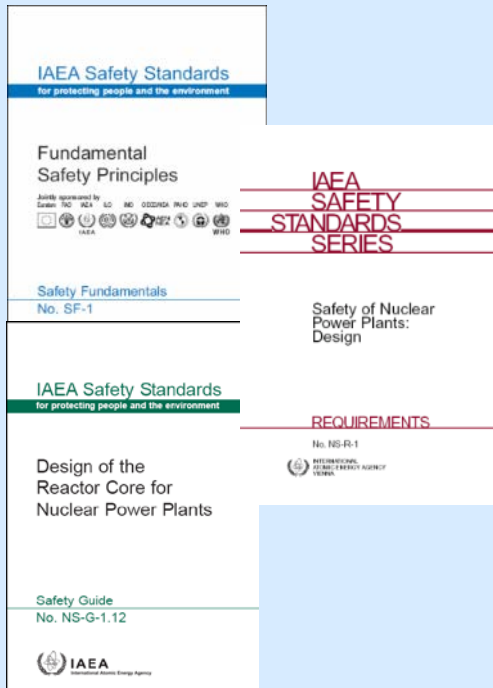 IAEA Safety Standards
for protecting people and the environment
Fundamental
Safety Principles
Jointly sponsored by
Euratom FAO IAEA ILO IMO OECD/NEA PAHO UNEP WHO
IAEA
WHO
Safety Fundamentals
No. SF-1
IAEA
SAFETY
STANDARDS
SERIES
Safety of Nuclear
Power Plants:
Design
REQUIREMENTS
No. NS-R-1
INTERNATIONAL
ATOMIC ENERGY AGENCY
VIENNA
IAEA Safety Standards
for protecting people and the environment
Design of the
Reactor Core for
Nuclear Power Plants
Safety Guide
No. NS-G-1.12
IAEA
International Atomic Energy Agency